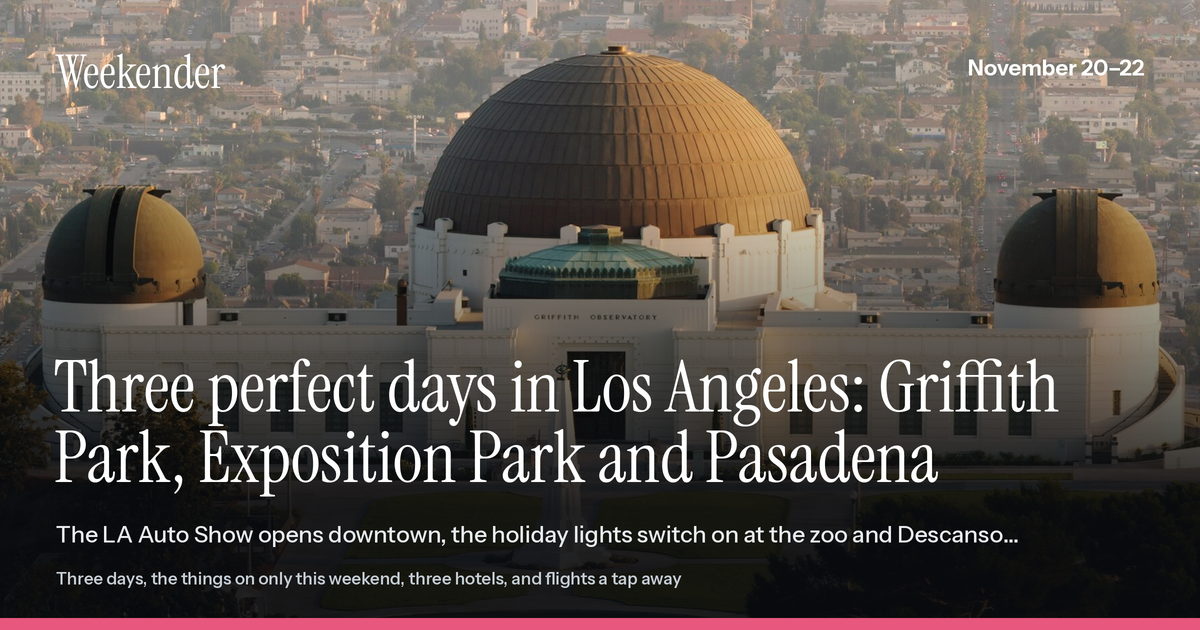 Weekender
November 20–22
GRIFFITH OBSERVATORY
Three perfect days in Los Angeles: Griffith
Park, Exposition Park and Pasadena
The LA Auto Show opens downtown, the holiday lights switch on at the zoo and Descanso...
Three days, the things on only this weekend, three hotels, and flights a tap away